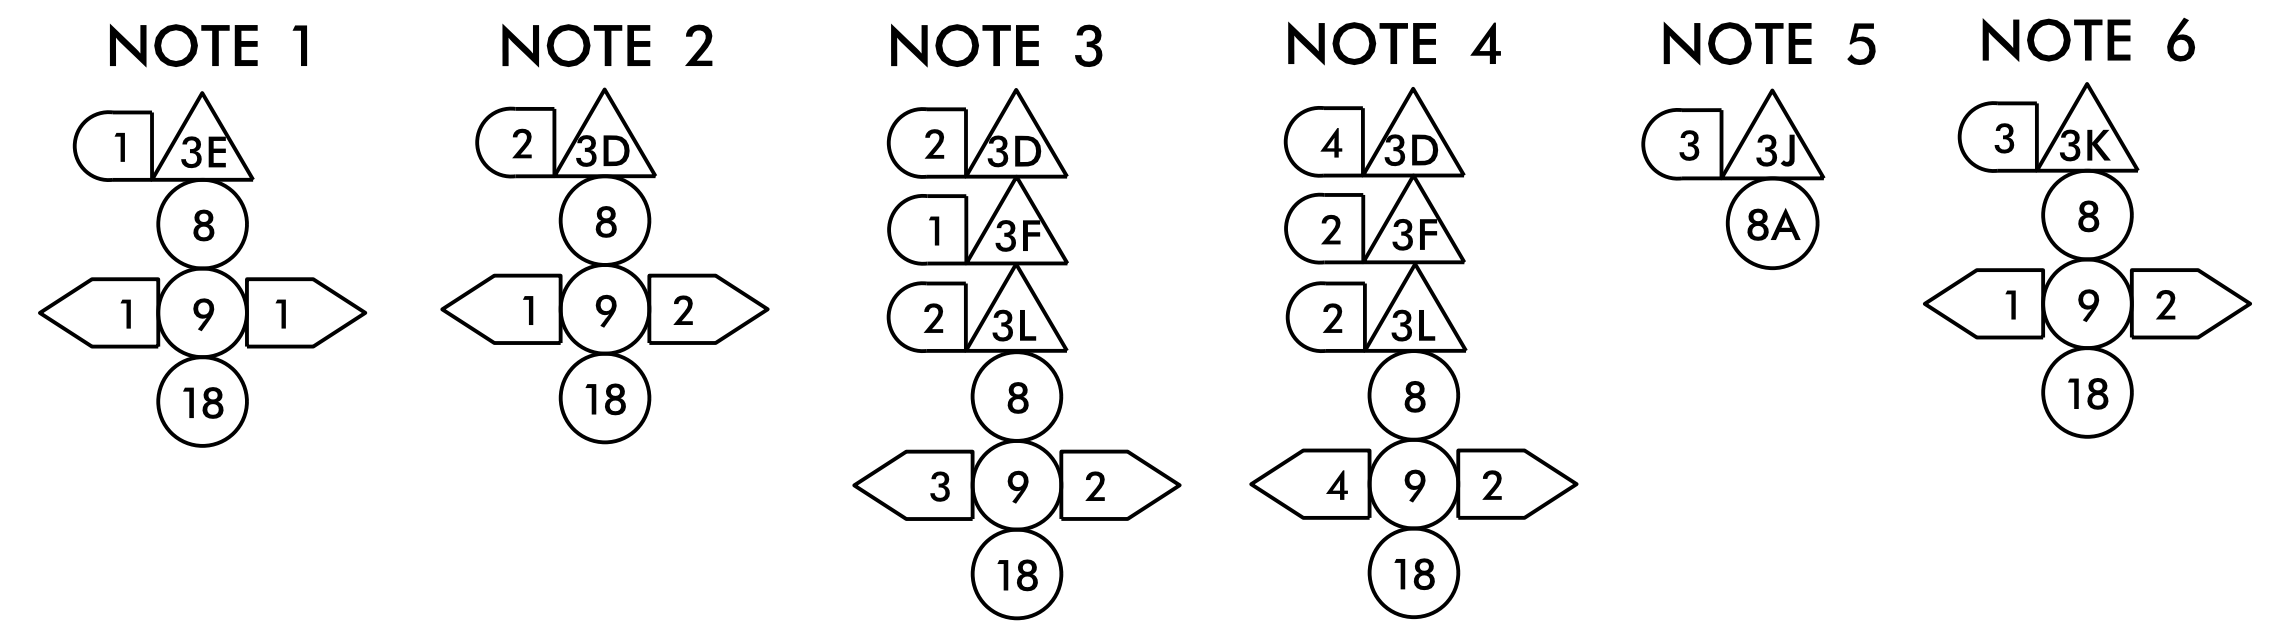 NOTE 1
1 3E
8
1 9 1
18
NOTE 2
2 3D
8
1 9 2
18
NOTE 3
2 3D
1 3F
2 3L
8
3 9 2
18
NOTE 4
4 3D
2 3F
2 3L
8
4 9 2
18
NOTE 5
3 3J
8A
NOTE 6
3 3K
8
1 9 2
18